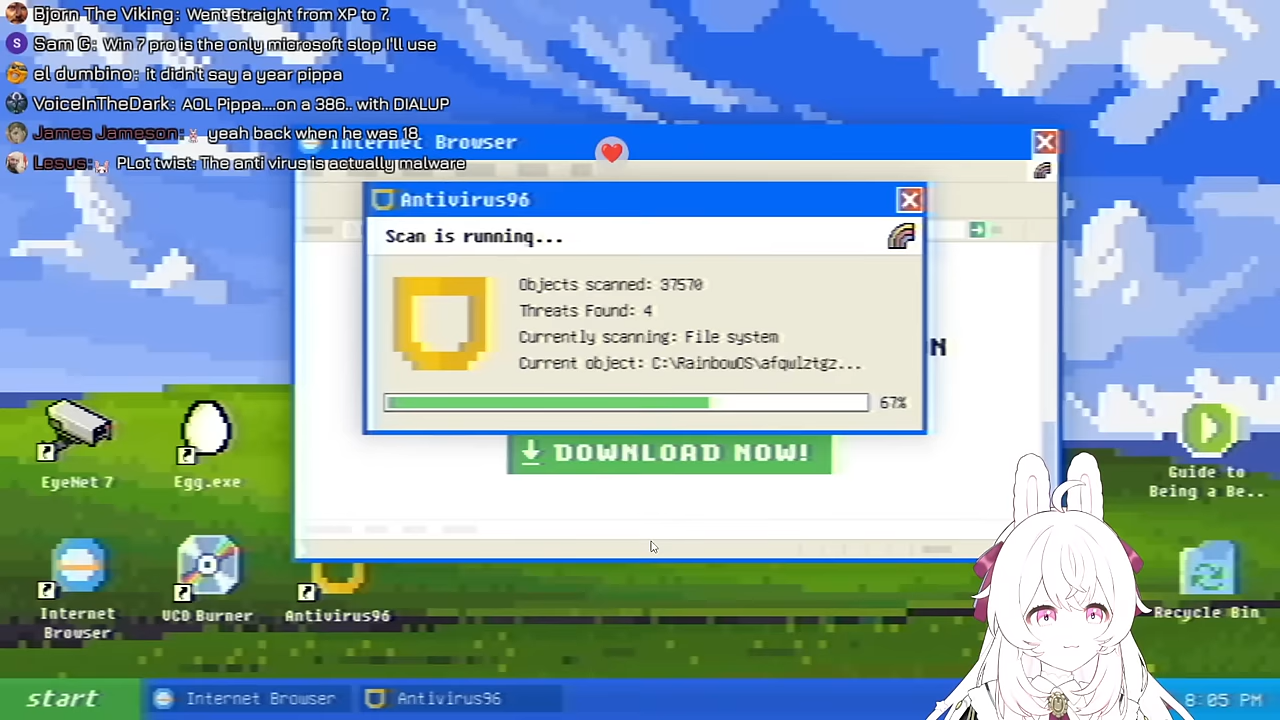 Bjorn The Viking: Went straight from XP to 7.
Sam G: Win 7 pro is the only microsoft slop I'll use
el dumbino: it didn't say a year pippa
VoiceInTheDark: AOL Pippa....on a 386.. with DIALUP
James Jameson: yeah back when he was 18
Lesus: PLot twist: The anti virus is actually malware
Internet Browser
Antivirus96
Scan is running...
Objects scanned: 37570
Threats Found: 4
Currently scanning: File system
Current object: C:\RainbowOS\afqwlztgz...
67%
N
DOWNLOAD NOW!
EyeNet 7
Egg.exe
Guide to
Being a Be..
Internet
Browser
VCD Burner
Antivirus96
Recycle Bin
start
Internet Browser
Antivirus96
8:05 PM